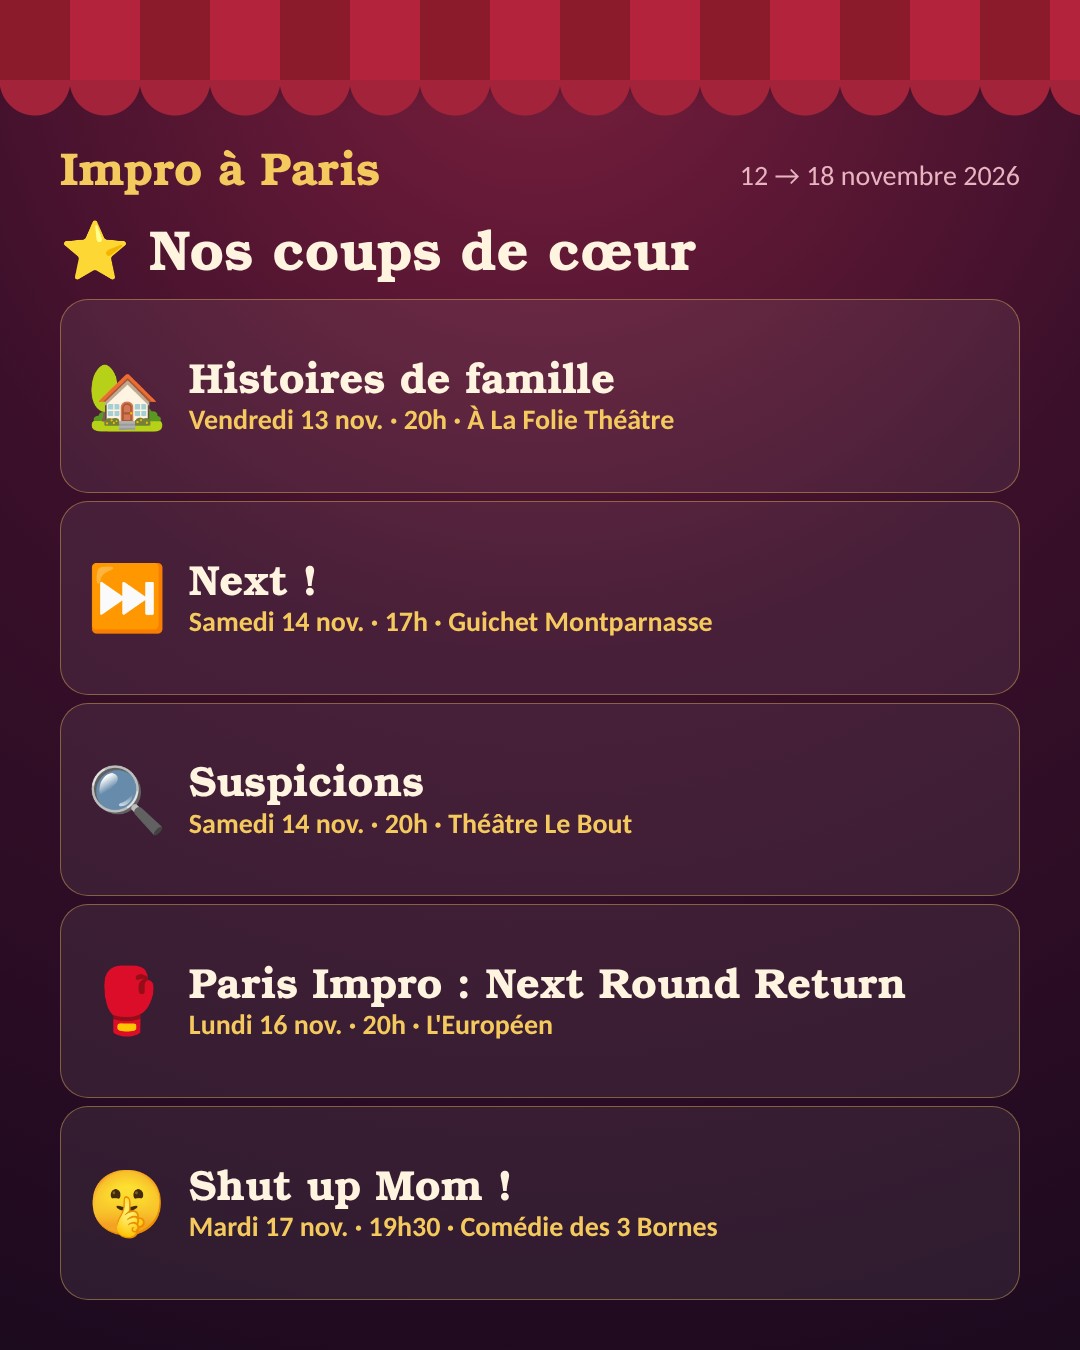 Impro à Paris
12 → 18 novembre 2026
⭐ Nos coups de cœur
Histoires de famille
Vendredi 13 nov. · 20h · À La Folie Théâtre
Next !
Samedi 14 nov. · 17h · Guichet Montparnasse
Suspicions
Samedi 14 nov. · 20h · Théâtre Le Bout
Paris Impro : Next Round Return
Lundi 16 nov. · 20h · L'Européen
Shut up Mom !
Mardi 17 nov. · 19h30 · Comédie des 3 Bornes